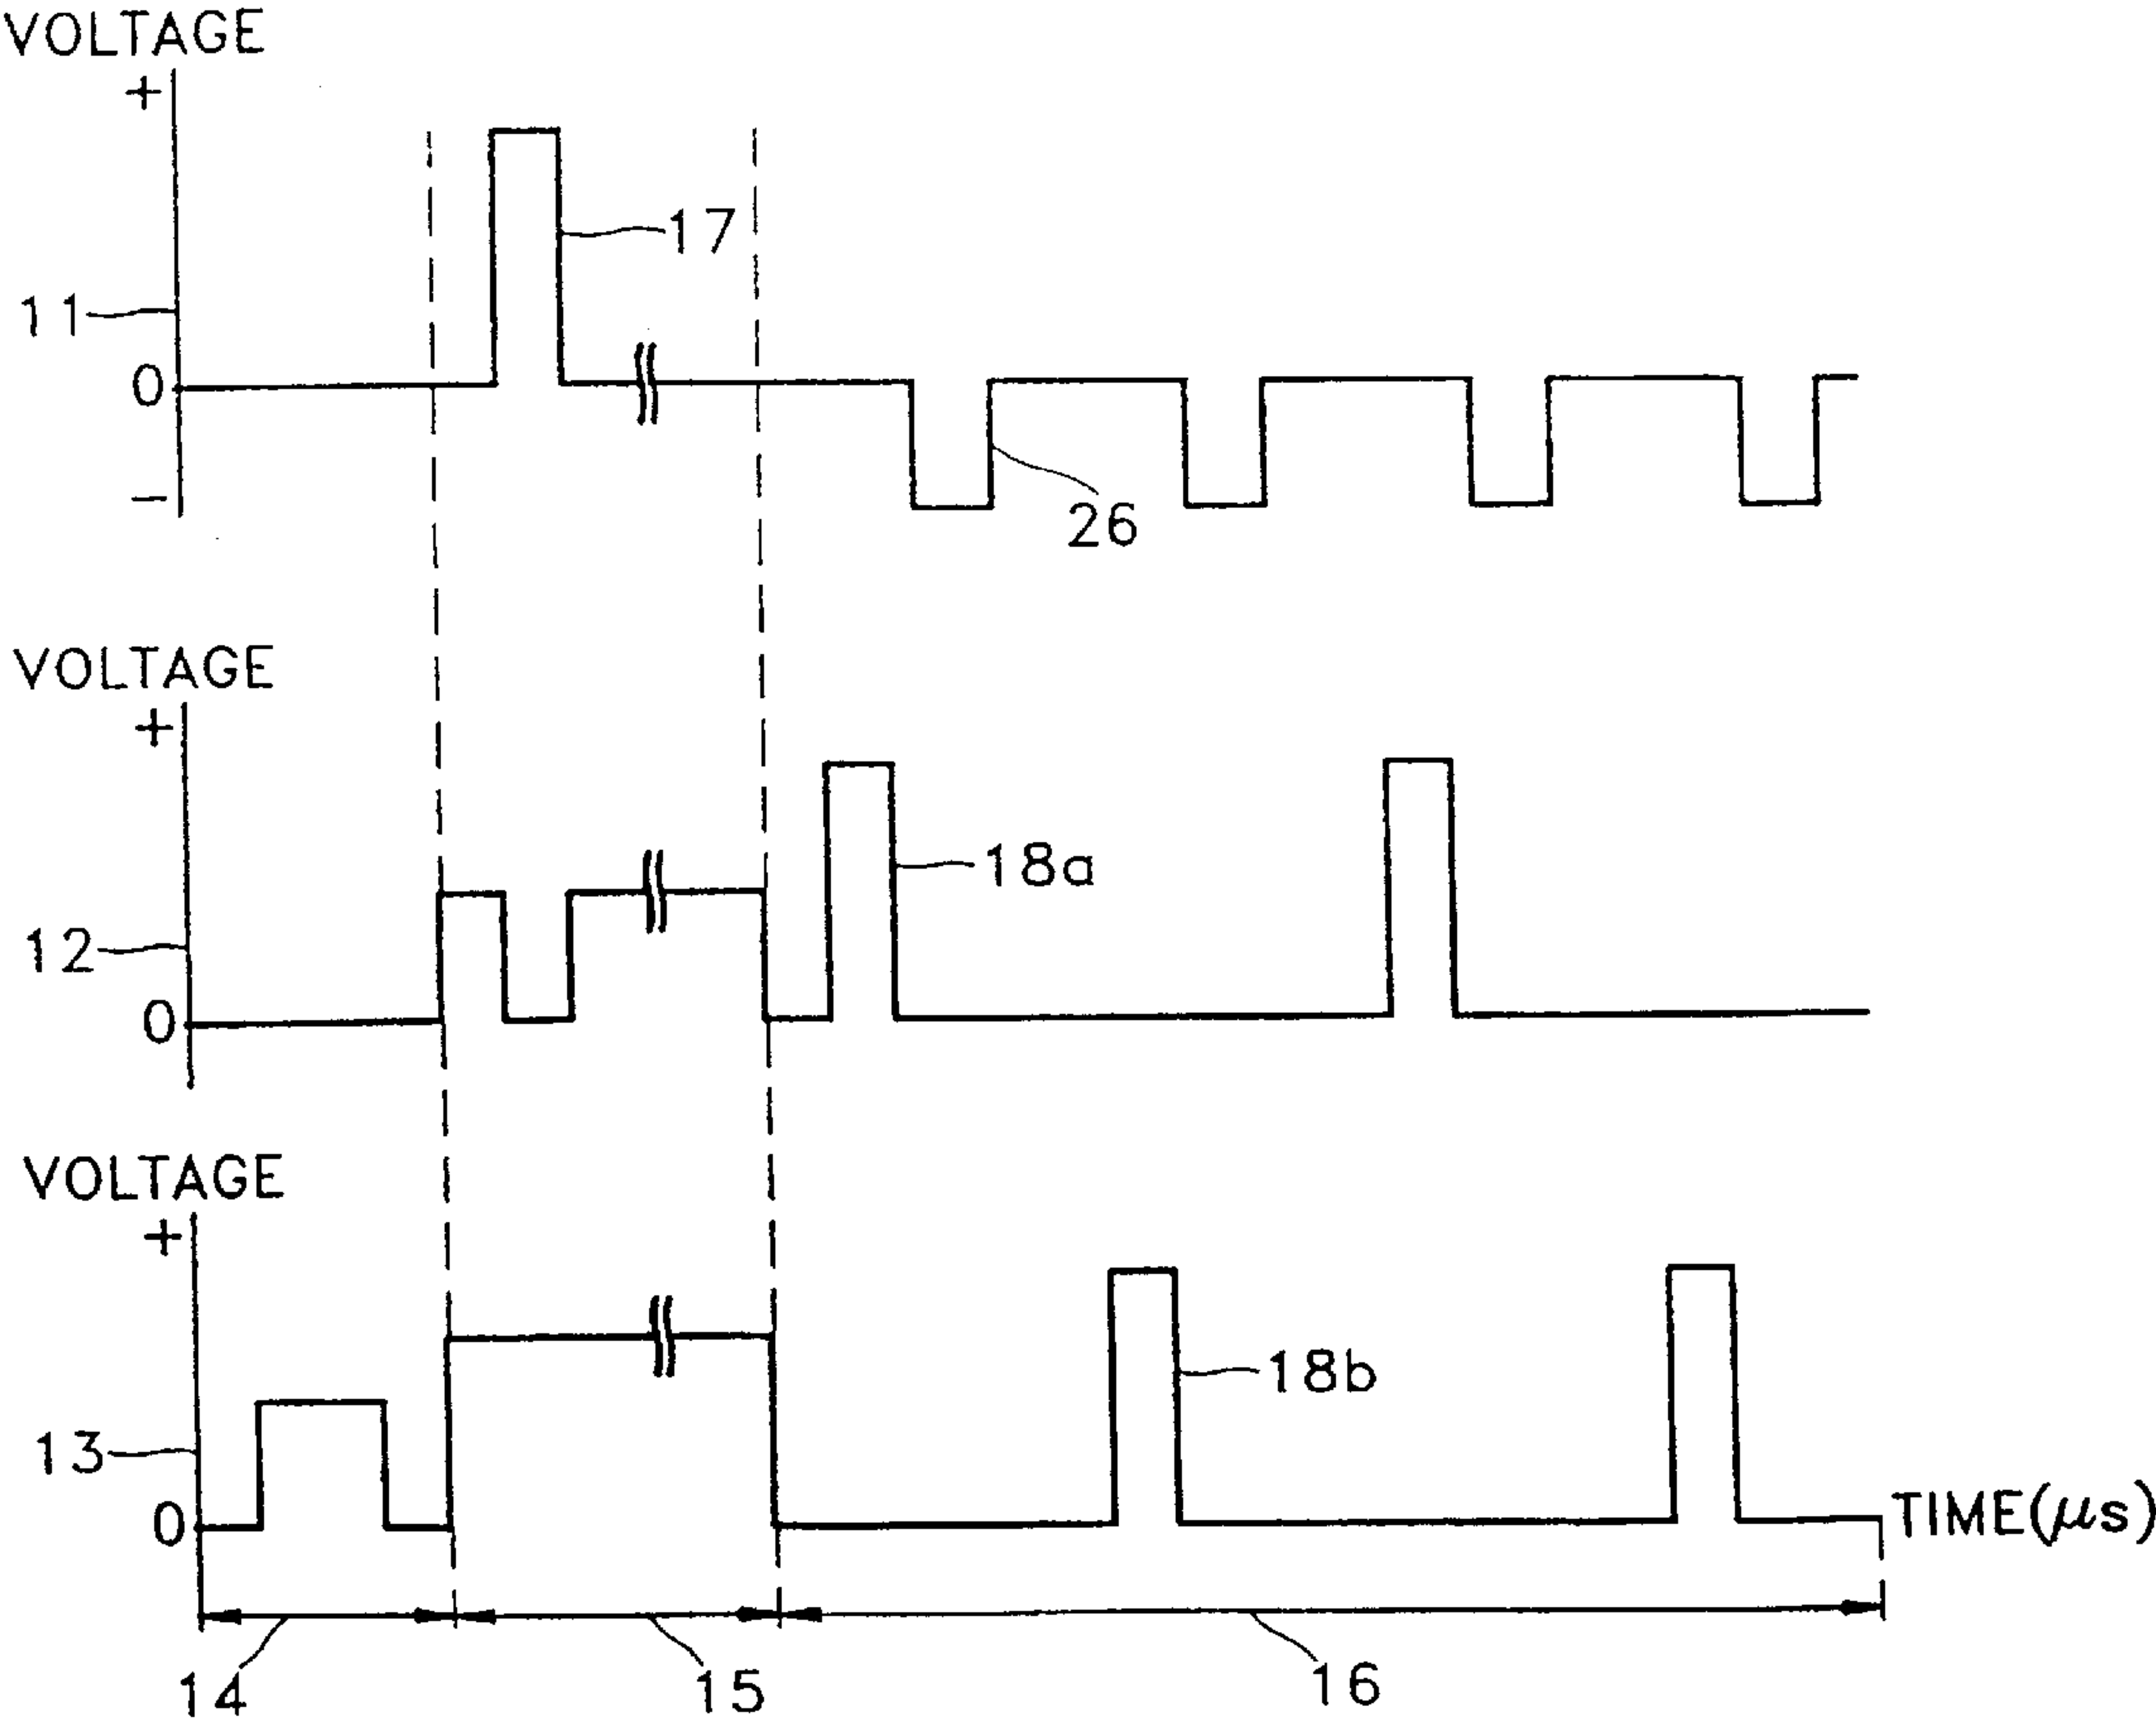 VOLTAGE
+
17
11
0
−
26
VOLTAGE
+
18a
12
0
VOLTAGE
+
18b
13
0
TIME(μs)
14
15
16